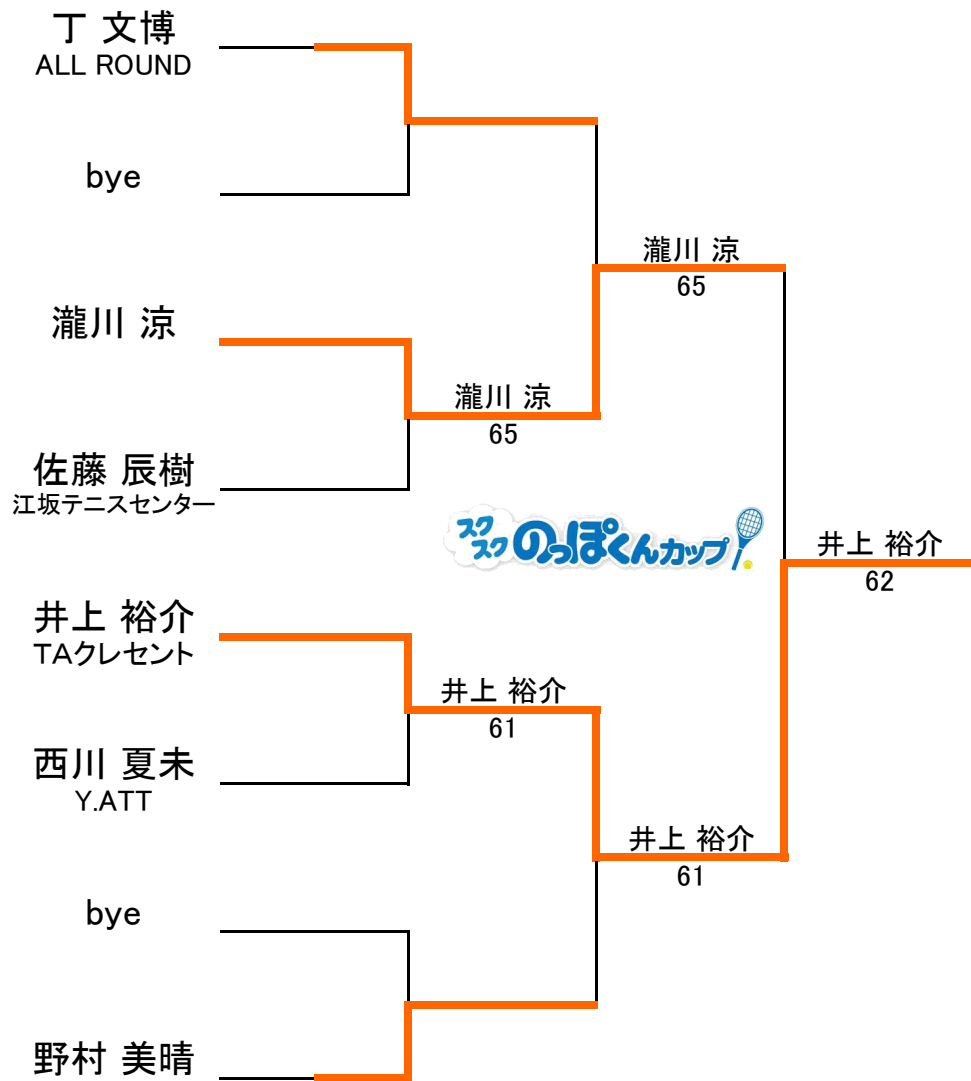 丁 文博
ALL ROUND
bye
瀧川 涼
65
瀧川 涼
瀧川 涼
65
佐藤 辰樹
江坂テニスセンター
スクスク のっぽくんカップ
井上 裕介
62
井上 裕介
TAクレセント
井上 裕介
61
西川 夏未
Y.ATT
井上 裕介
61
bye
野村 美晴